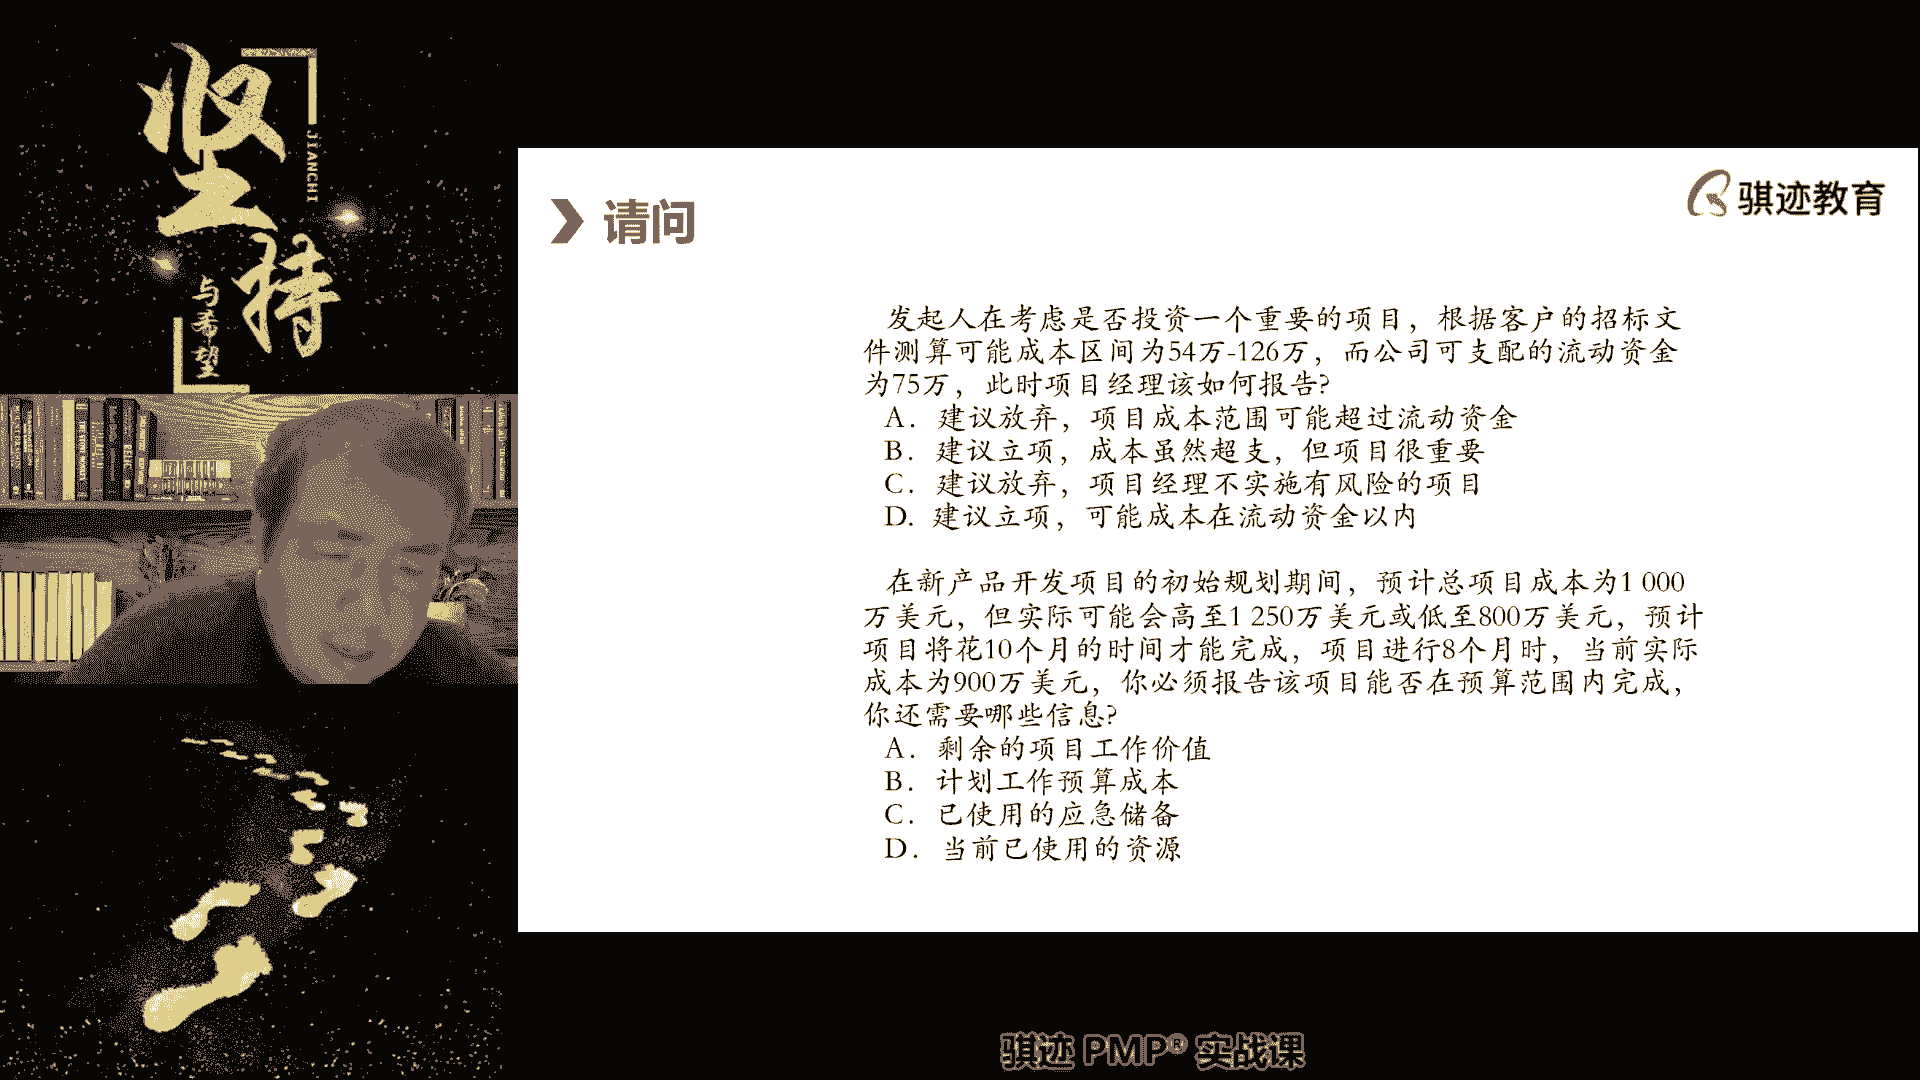 坚持
JIANCHI
与希望
骐迹教育
请问
发起人在考虑是否投资一个重要的项目，根据客户的招标文
件测算可能成本区间为54万-126万，而公司可支配的流动资金
为75万，此时项目经理该如何报告?
A．建议放弃，项目成本范围可能超过流动资金
B．建议立项，成本虽然超支，但项目很重要
C．建议放弃，项目经理不实施有风险的项目
D. 建议立项，可能成本在流动资金以内
在新产品开发项目的初始规划期间，预计总项目成本为1 000
万美元，但实际可能会高至1 250万美元或低至800万美元，预计
项目将花10个月的时间才能完成，项目进行8个月时，当前实际
成本为900万美元，你必须报告该项目能否在预算范围内完成，
你还需要哪些信息?
A．剩余的项目工作价值
B．计划工作预算成本
C．已使用的应急储备
D．当前已使用的资源
骐迹 PMP® 实战课